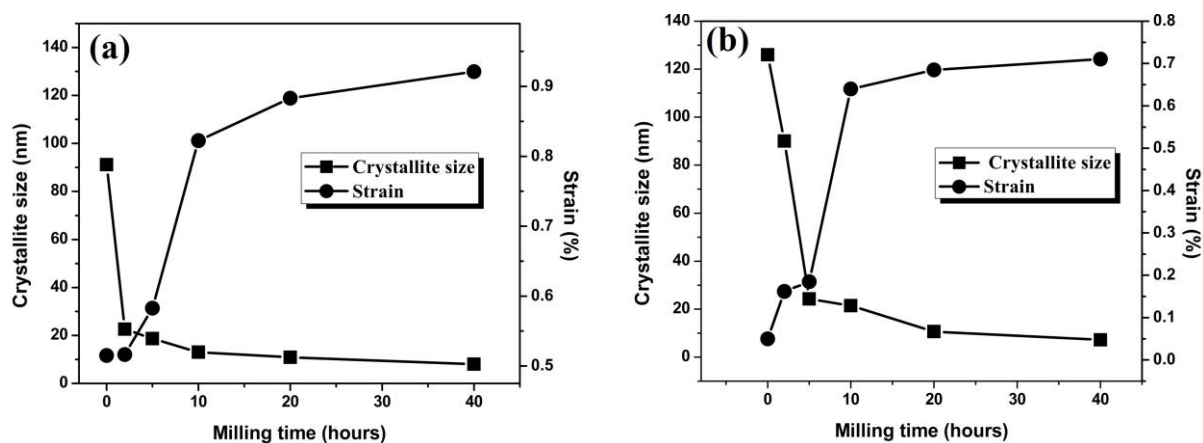 (a)
Crystallite size (nm)
140
120
100
80
60
40
20
0
0.9
0.8
0.7
0.6
0.5
Strain (%)
Crystallite size
Strain
0 10 20 30 40
Milling time (hours)
(b)
Crystallite size (nm)
140
120
100
80
60
40
20
0
0.8
0.7
0.6
0.5
0.4
0.3
0.2
0.1
0.0
Strain (%)
Crystallite size
Strain
0 10 20 30 40
Milling time (hours)